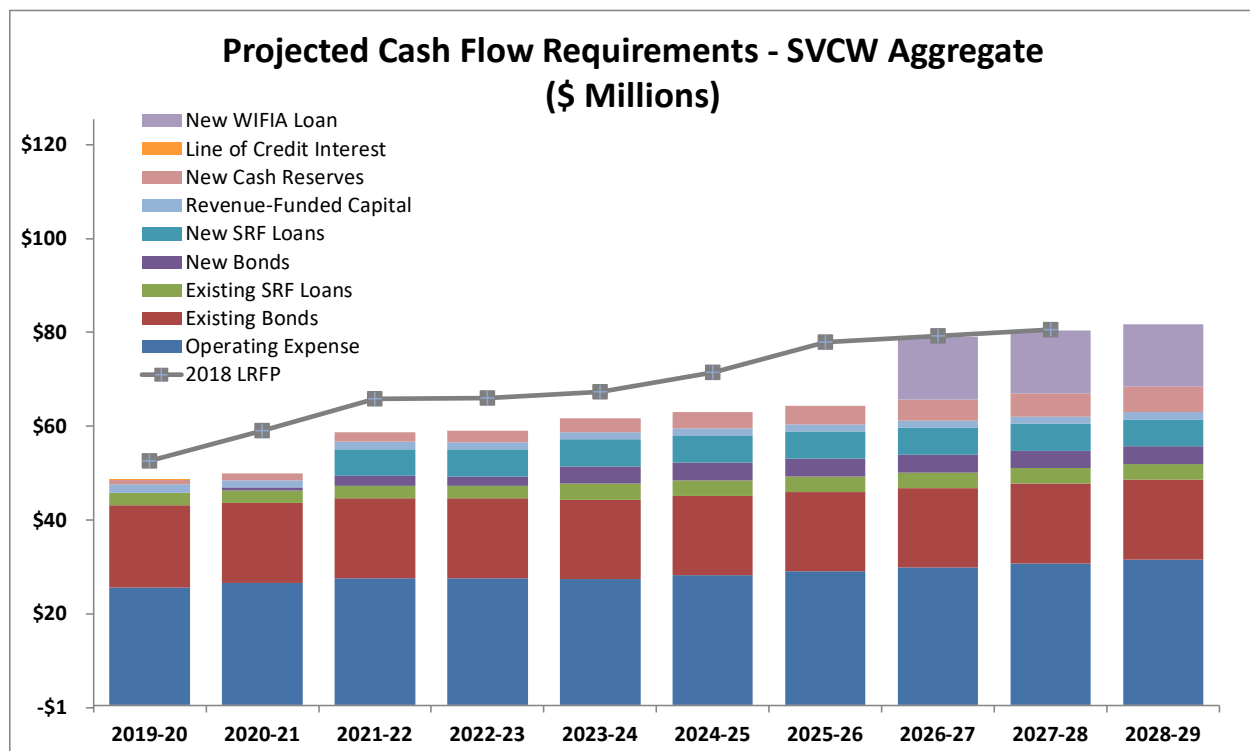 Projected Cash Flow Requirements - SVCW Aggregate
($ Millions)
New WIFIA Loan
Line of Credit Interest
New Cash Reserves
Revenue-Funded Capital
New SRF Loans
New Bonds
Existing SRF Loans
Existing Bonds
Operating Expense
2018 LRFP
$120
$100
$80
$60
$40
$20
-$1
2019-20 2020-21 2021-22 2022-23 2023-24 2024-25 2025-26 2026-27 2027-28 2028-29